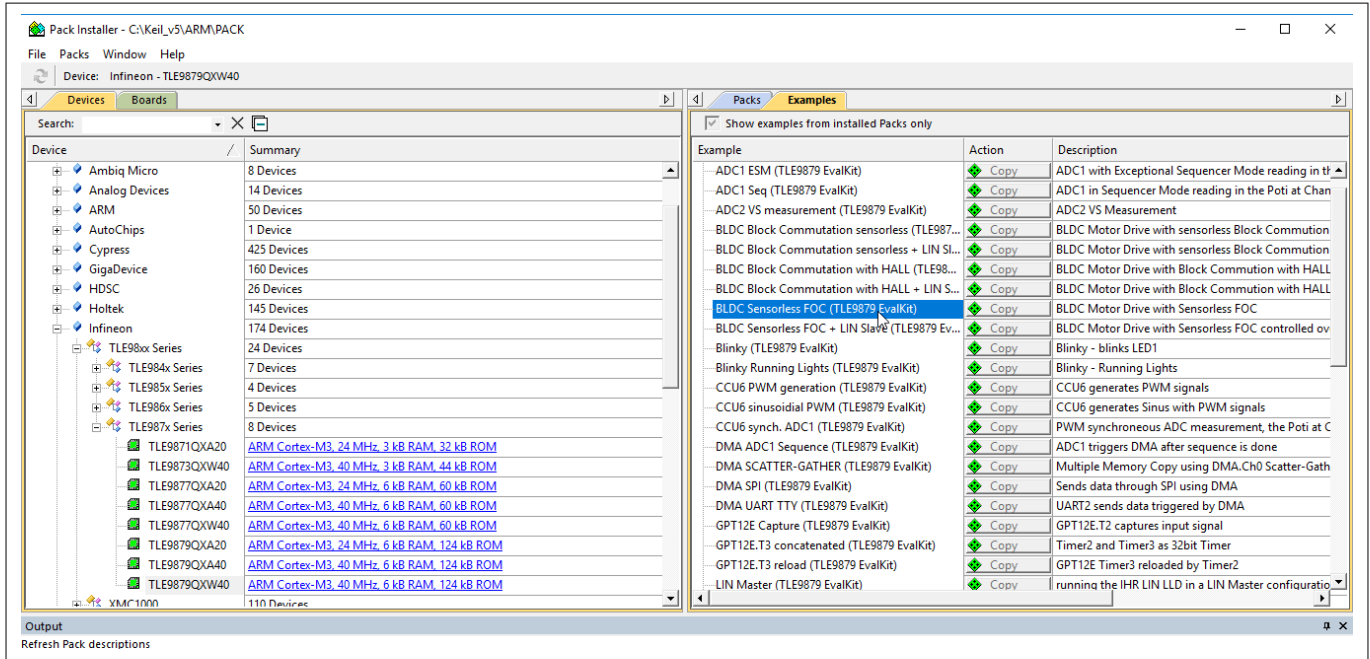 Pack Installer - C:\Keil_v5\ARM\PACK
File Packs Window Help
Device: Infineon - TLE9879QXW40
Devices Boards
Search:
Device Summary
Ambiq Micro 8 Devices
Analog Devices 14 Devices
ARM 50 Devices
AutoChips 1 Device
Cypress 425 Devices
GigaDevice 160 Devices
HDSC 26 Devices
Holtek 145 Devices
Infineon 174 Devices
TLE98xx Series 24 Devices
TLE984x Series 7 Devices
TLE985x Series 4 Devices
TLE986x Series 5 Devices
TLE987x Series 8 Devices
TLE9871QXA20 ARM Cortex-M3, 24 MHz, 3 kB RAM, 32 kB ROM
TLE9873QXW40 ARM Cortex-M3, 40 MHz, 3 kB RAM, 44 kB ROM
TLE9877QXA20 ARM Cortex-M3, 24 MHz, 6 kB RAM, 60 kB ROM
TLE9877QXA40 ARM Cortex-M3, 40 MHz, 6 kB RAM, 60 kB ROM
TLE9877QXW40 ARM Cortex-M3, 40 MHz, 6 kB RAM, 60 kB ROM
TLE9879QXA20 ARM Cortex-M3, 24 MHz, 6 kB RAM, 124 kB ROM
TLE9879QXA40 ARM Cortex-M3, 40 MHz, 6 kB RAM, 124 kB ROM
TLE9879QXW40 ARM Cortex-M3, 40 MHz, 6 kB RAM, 124 kB ROM
XMC1000 110 Devices
Packs Examples
Show examples from installed Packs only
Example Action Description
ADC1 ESM (TLE9879 EvalKit) Copy ADC1 with Exceptional Sequencer Mode reading in th
ADC1 Seq (TLE9879 EvalKit) Copy ADC1 in Sequencer Mode reading in the Poti at Chan
ADC2 VS measurement (TLE9879 EvalKit) Copy ADC2 VS Measurement
BLDC Block Commutation sensorless (TLE987... Copy BLDC Motor Drive with sensorless Block Commution
BLDC Block Commutation sensorless + LIN Sl... Copy BLDC Motor Drive with sensorless Block Commution
BLDC Block Commutation with HALL (TLE98... Copy BLDC Motor Drive with Block Commution with HALL
BLDC Block Commutation with HALL + LIN S... Copy BLDC Motor Drive with Block Commution with HALL
BLDC Sensorless FOC (TLE9879 EvalKit) Copy BLDC Motor Drive with Sensorless FOC
BLDC Sensorless FOC + LIN Slave (TLE9879 Ev... Copy BLDC Motor Drive with Sensorless FOC controlled ov
Blinky (TLE9879 EvalKit) Copy Blinky - blinks LED1
Blinky Running Lights (TLE9879 EvalKit) Copy Blinky - Running Lights
CCU6 PWM generation (TLE9879 EvalKit) Copy CCU6 generates PWM signals
CCU6 sinusoidial PWM (TLE9879 EvalKit) Copy CCU6 generates Sinus with PWM signals
CCU6 synch. ADC1 (TLE9879 EvalKit) Copy PWM synchroneous ADC measurement, the Poti at C
DMA ADC1 Sequence (TLE9879 EvalKit) Copy ADC1 triggers DMA after sequence is done
DMA SCATTER-GATHER (TLE9879 EvalKit) Copy Multiple Memory Copy using DMA.Ch0 Scatter-Gath
DMA SPI (TLE9879 EvalKit) Copy Sends data through SPI using DMA
DMA UART TTY (TLE9879 EvalKit) Copy UART2 sends data triggered by DMA
GPT12E Capture (TLE9879 EvalKit) Copy GPT12E.T2 captures input signal
GPT12E.T3 concatenated (TLE9879 EvalKit) Copy Timer2 and Timer3 as 32bit Timer
GPT12E.T3 reload (TLE9879 EvalKit) Copy GPT12E Timer3 reloaded by Timer2
LIN Master (TLE9879 EvalKit) Copy running the IHR LIN LLD in a LIN Master configuratio
Output
Refresh Pack descriptions